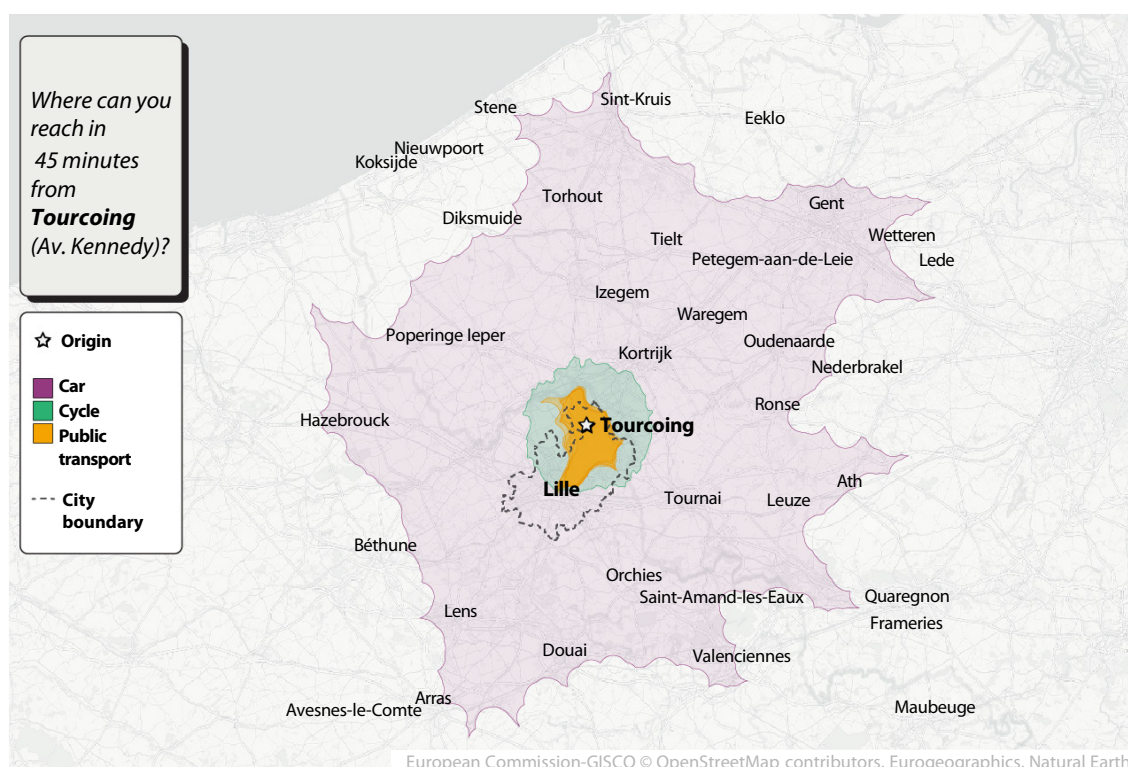 Where can you
reach in
45 minutes
from
Tourcoing
(Av. Kennedy)?
Origin
Car
Cycle
Public
transport
City
boundary
Stene
Sint-Kruis
Eeklo
Nieuwpoort
Koksijde
Torhout
Gent
Diksmuide
Tielt
Wetteren
Petegem-aan-de-Leie
Lede
Izegem
Waregem
Poperinge Ieper
Oudenaarde
Kortrijk
Nederbrakel
Ronse
Hazebrouck
Tourcoing
Ath
Lille
Tournai
Leuze
Béthune
Orchies
Saint-Amand-les-Eaux
Quaregnon
Lens
Frameries
Douai
Valenciennes
Arras
Avesnes-le-Comte
Maubeuge
European Commission-GISCO © OpenStreetMap contributors, Eurogeographics, Natural Earth